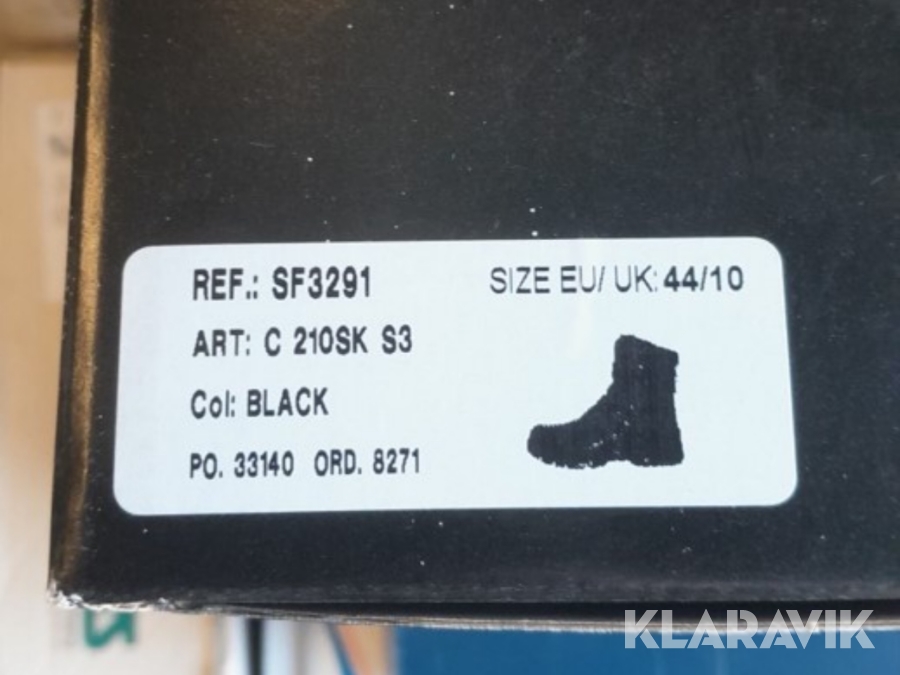 REF.: SF3291
SIZE EU/ UK: 44/10
ART: C 210SK S3
Col: BLACK
PO. 33140 ORD. 8271
KLARAVIK